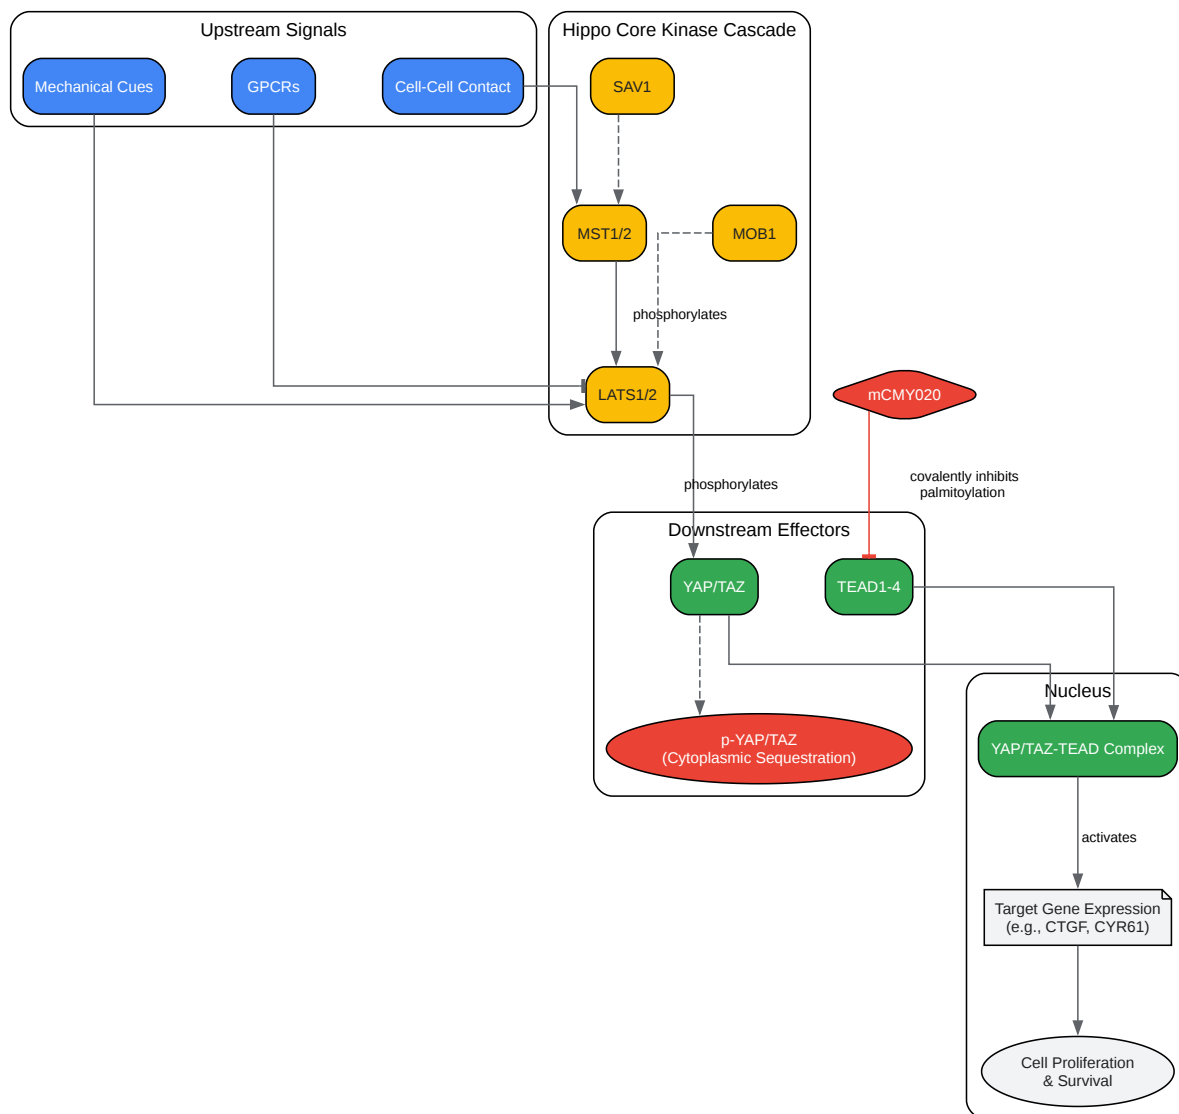 Upstream Signals
Hippo Core Kinase Cascade
Mechanical Cues
GPCRs
Cell-Cell Contact
SAV1
MST1/2
MOB1
phosphorylates
LATS1/2
mCMY020
covalently inhibits
palmitoylation
phosphorylates
Downstream Effectors
YAP/TAZ
TEAD1-4
Nucleus
p-YAP/TAZ
(Cytoplasmic Sequestration)
YAP/TAZ-TEAD Complex
activates
Target Gene Expression
(e.g., CTGF, CYR61)
Cell Proliferation
& Survival